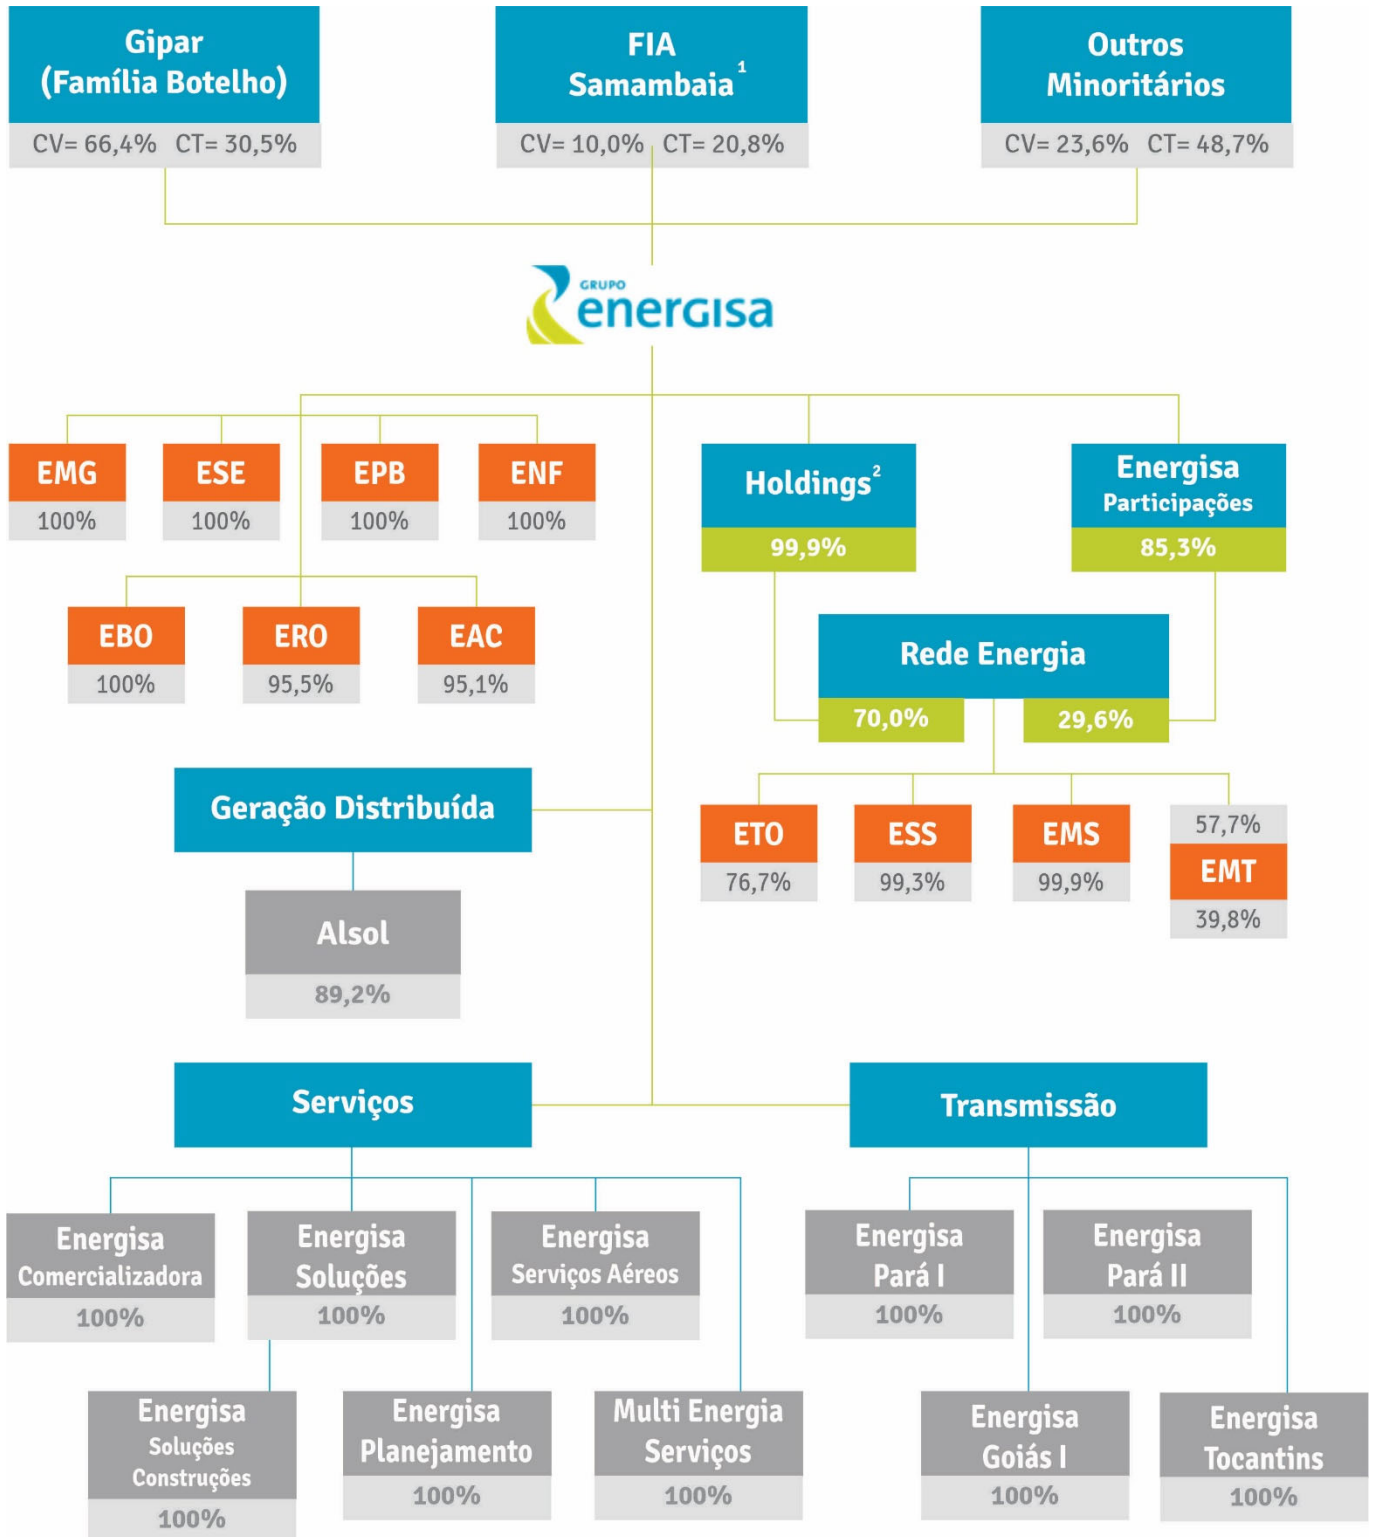 Gipar
(Família Botelho)
CV= 66,4% CT= 30,5%
FIA
Samambaia¹
CV= 10,0% CT= 20,8%
Outros
Minoritários
CV= 23,6% CT= 48,7%
GRUPO
energisa
EMG
100%
ESE
100%
EPB
100%
ENF
100%
EBO
100%
ERO
95,5%
EAC
95,1%
Holdings²
99,9%
Energisa
Participações
85,3%
Rede Energia
70,0%
29,6%
ETO
76,7%
ESS
99,3%
EMS
99,9%
57,7%
EMT
39,8%
Geração Distribuída
Alsol
89,2%
Serviços
Transmissão
Energisa
Comercializadora
100%
Energisa
Soluções
100%
Energisa
Serviços Aéreos
100%
Energisa
Pará I
100%
Energisa
Pará II
100%
Energisa
Soluções
Construções
100%
Energisa
Planejamento
100%
Multi Energia
Serviços
100%
Energisa
Goiás I
100%
Energisa
Tocantins
100%